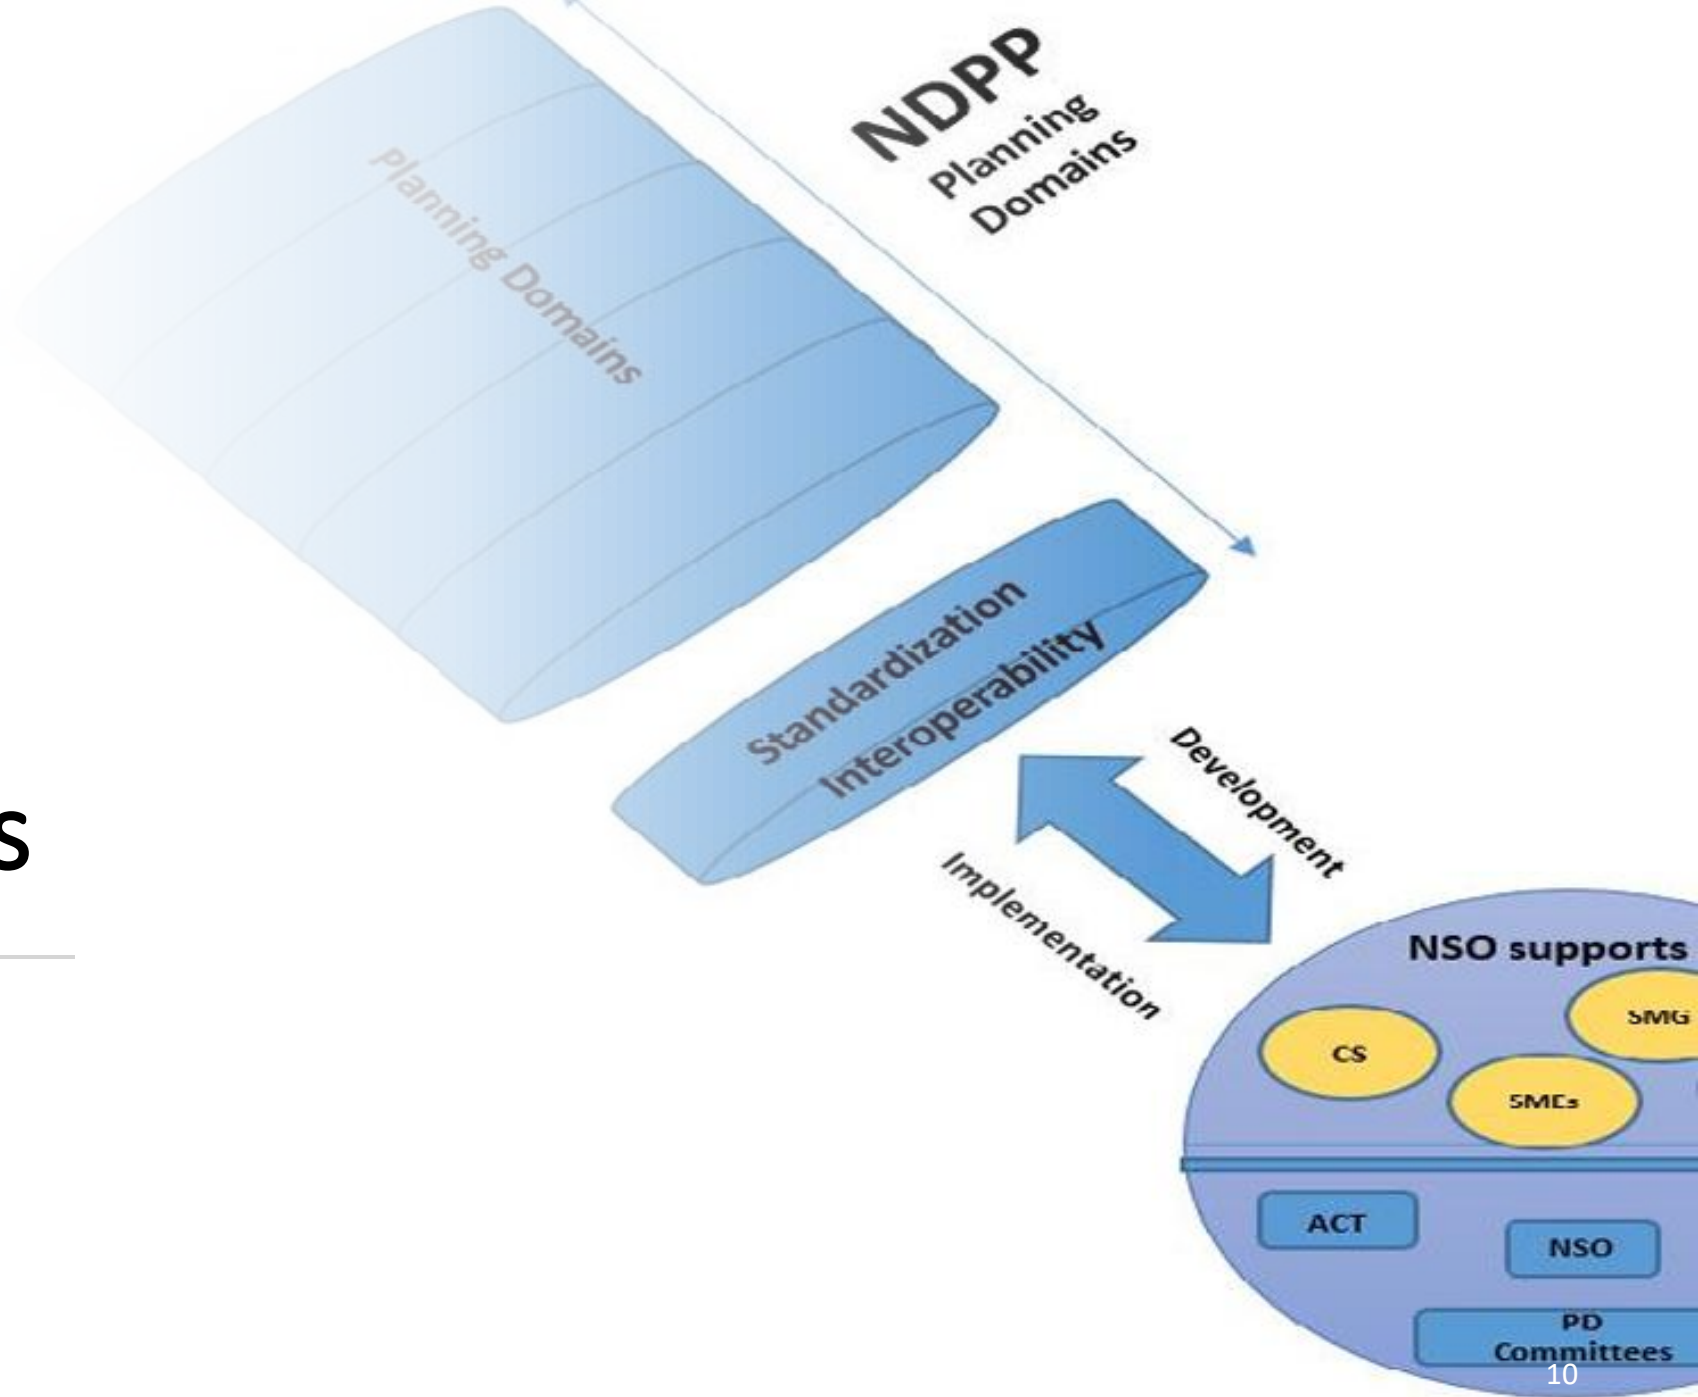 NDPP
Planning
Domains
Planning Domains
Standardization
Interoperability
Development
Implementation
s
NSO supports
SMG
CS
SMEs
ACT
NSO
PD
Committees
10